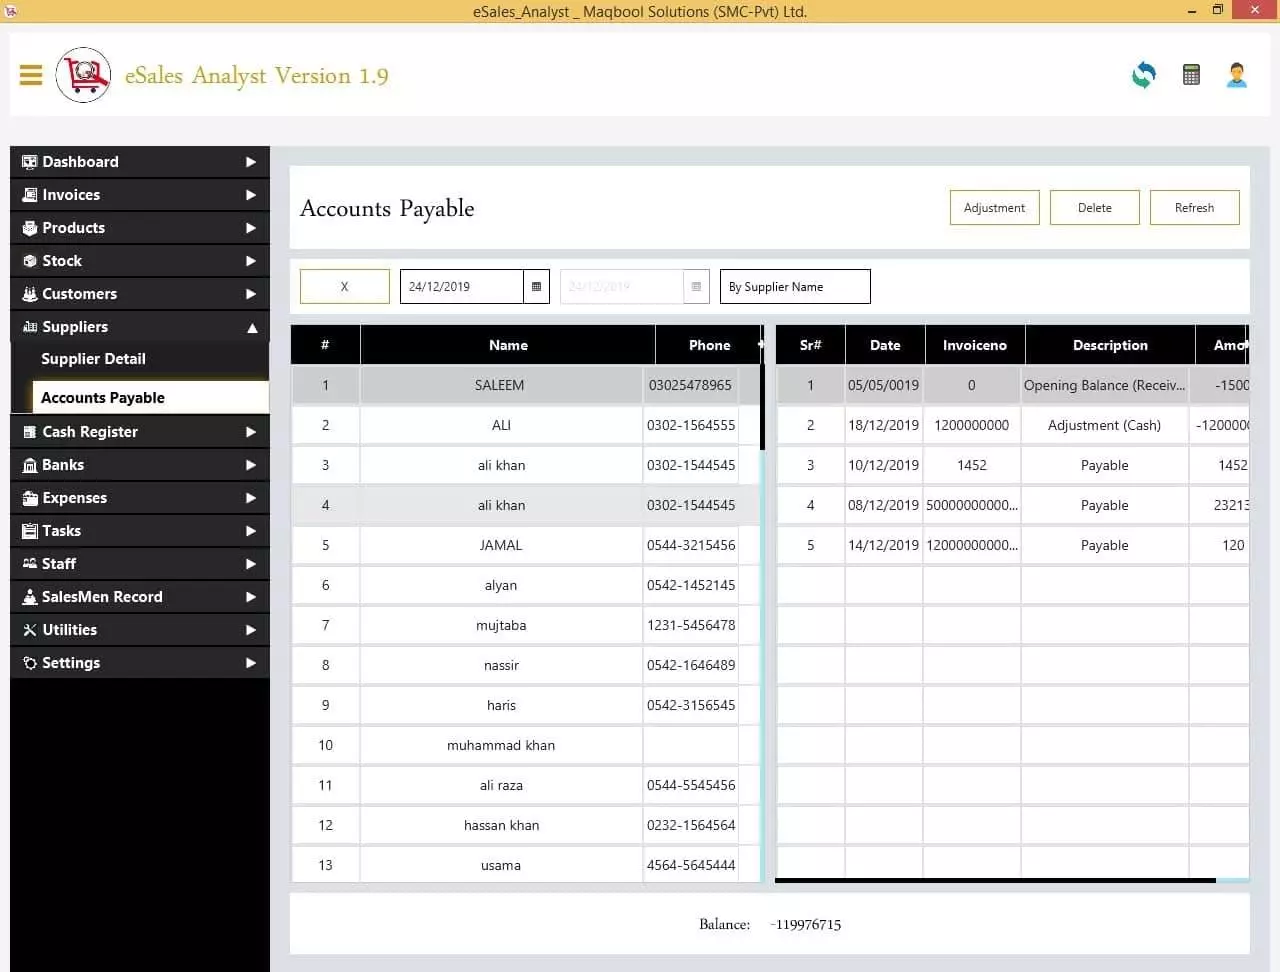 eSales_Analyst _ Maqbool Solutions (SMC-Pvt) Ltd.
eSales Analyst Version 1.9
Dashboard
Invoices
Products
Stock
Customers
Suppliers
Supplier Detail
Accounts Payable
Cash Register
Banks
Expenses
Tasks
Staff
SalesMen Record
Utilities
Settings
Accounts Payable
Adjustment Delete Refresh
X 24/12/2019 24/12/2019 By Supplier Name
# Name Phone
1 SALEEM 03025478965
2 ALI 0302-1564555
3 ali khan 0302-1544545
4 ali khan 0302-1544545
5 JAMAL 0544-3215456
6 alyan 0542-1452145
7 mujtaba 1231-5456478
8 nassir 0542-1646489
9 haris 0542-3156545
10 muhammad khan
11 ali raza 0544-5545456
12 hassan khan 0232-1564564
13 usama 4564-5645444
Sr# Date Invoiceno Description Amo
1 05/05/0019 0 Opening Balance (Receiv... -1500
2 18/12/2019 1200000000 Adjustment (Cash) -1200000
3 10/12/2019 1452 Payable 1452
4 08/12/2019 50000000000... Payable 23213
5 14/12/2019 12000000000... Payable 120
Balance: -119976715